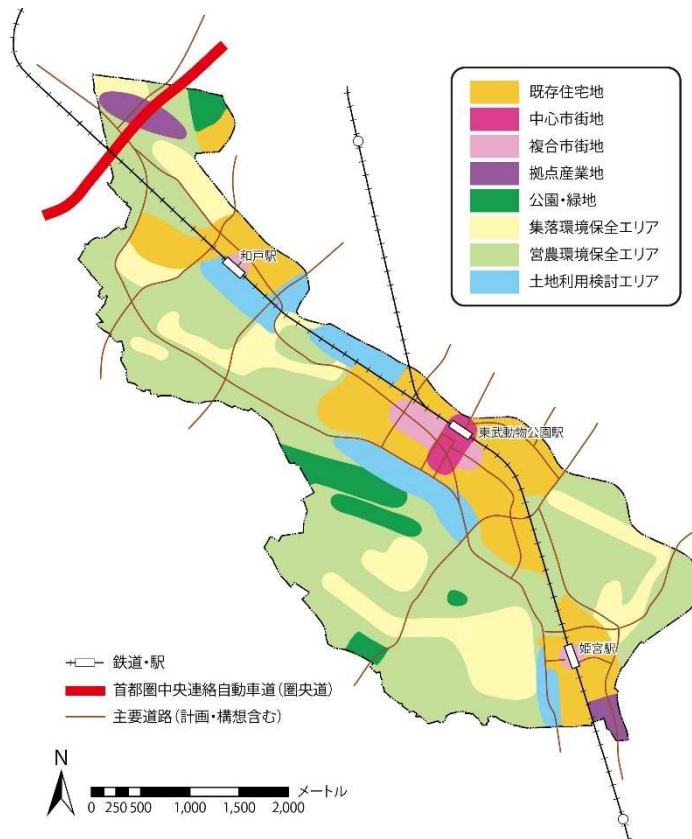 既存住宅地
中心市街地
複合市街地
拠点産業地
公園・緑地
集落環境保全エリア
営農環境保全エリア
土地利用検討エリア
和戸駅
東武動物公園駅
姫宮駅
鉄道・駅
首都圏中央連絡自動車道(圏央道)
主要道路(計画・構想含む)
N
メートル
0 250 500 1,000 1,500 2,000